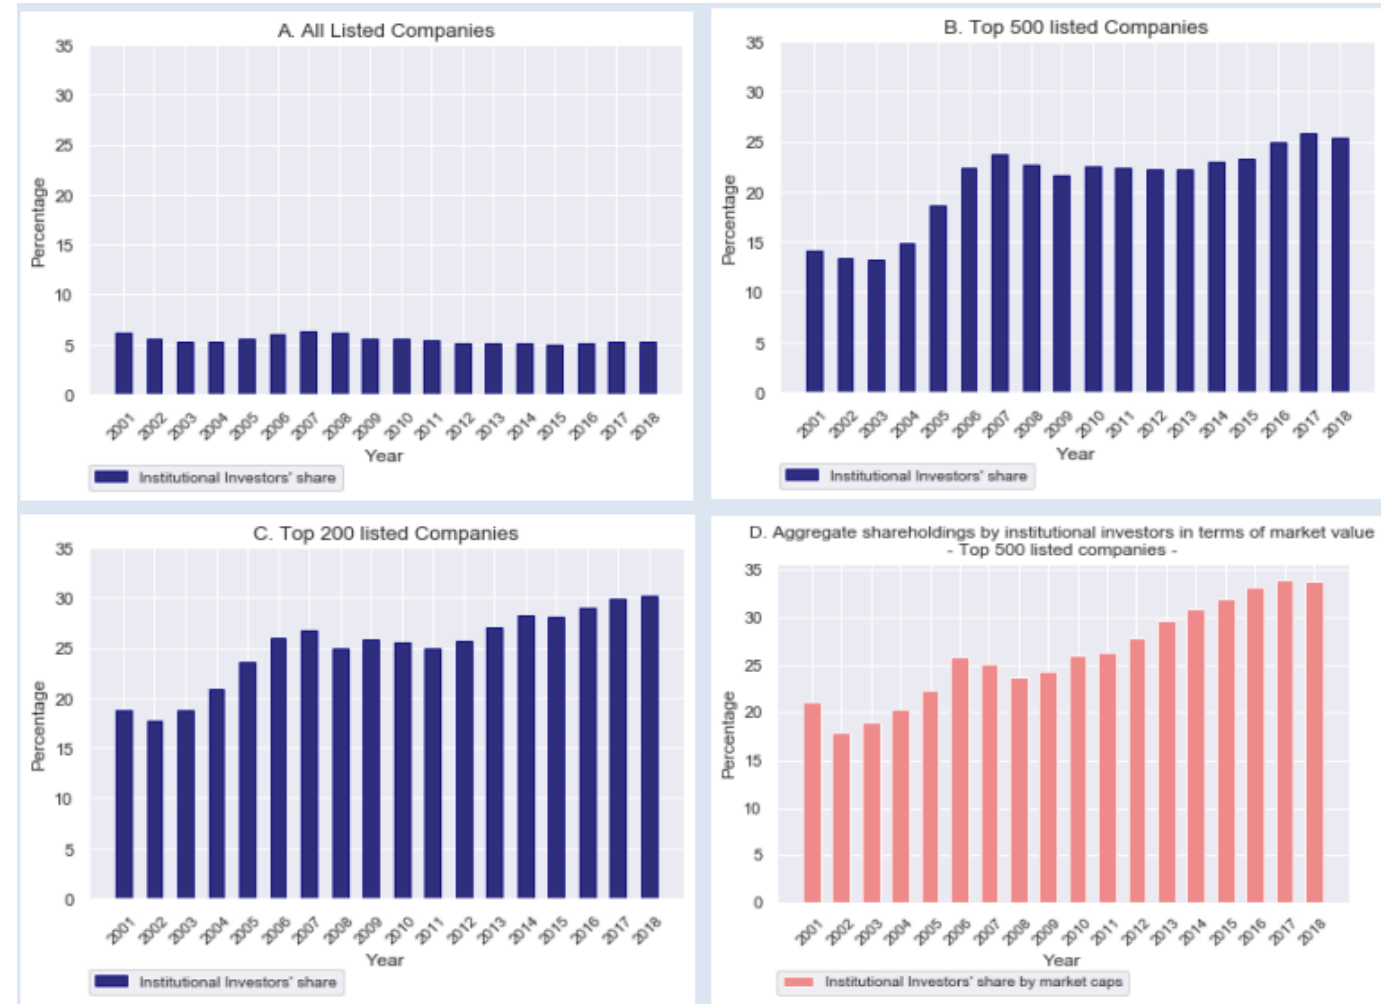 A. All Listed Companies
35
30
25
20
15
10
5
0
Percentage
2001 2002 2003 2004 2005 2006 2007 2008 2009 2010 2011 2012 2013 2014 2015 2016 2017 2018
Year
Institutional Investors' share
B. Top 500 listed Companies
35
30
25
20
15
10
5
0
Percentage
2001 2002 2003 2004 2005 2006 2007 2008 2009 2010 2011 2012 2013 2014 2015 2016 2017 2018
Year
Institutional Investors' share
C. Top 200 listed Companies
35
30
25
20
15
10
5
0
Percentage
2001 2002 2003 2004 2005 2006 2007 2008 2009 2010 2011 2012 2013 2014 2015 2016 2017 2018
Year
Institutional Investors' share
D. Aggregate shareholdings by institutional investors in terms of market value
- Top 500 listed companies -
35
30
25
20
15
10
5
0
Percentage
2001 2002 2003 2004 2005 2006 2007 2008 2009 2010 2011 2012 2013 2014 2015 2016 2017 2018
Year
Institutional Investors' share by market caps